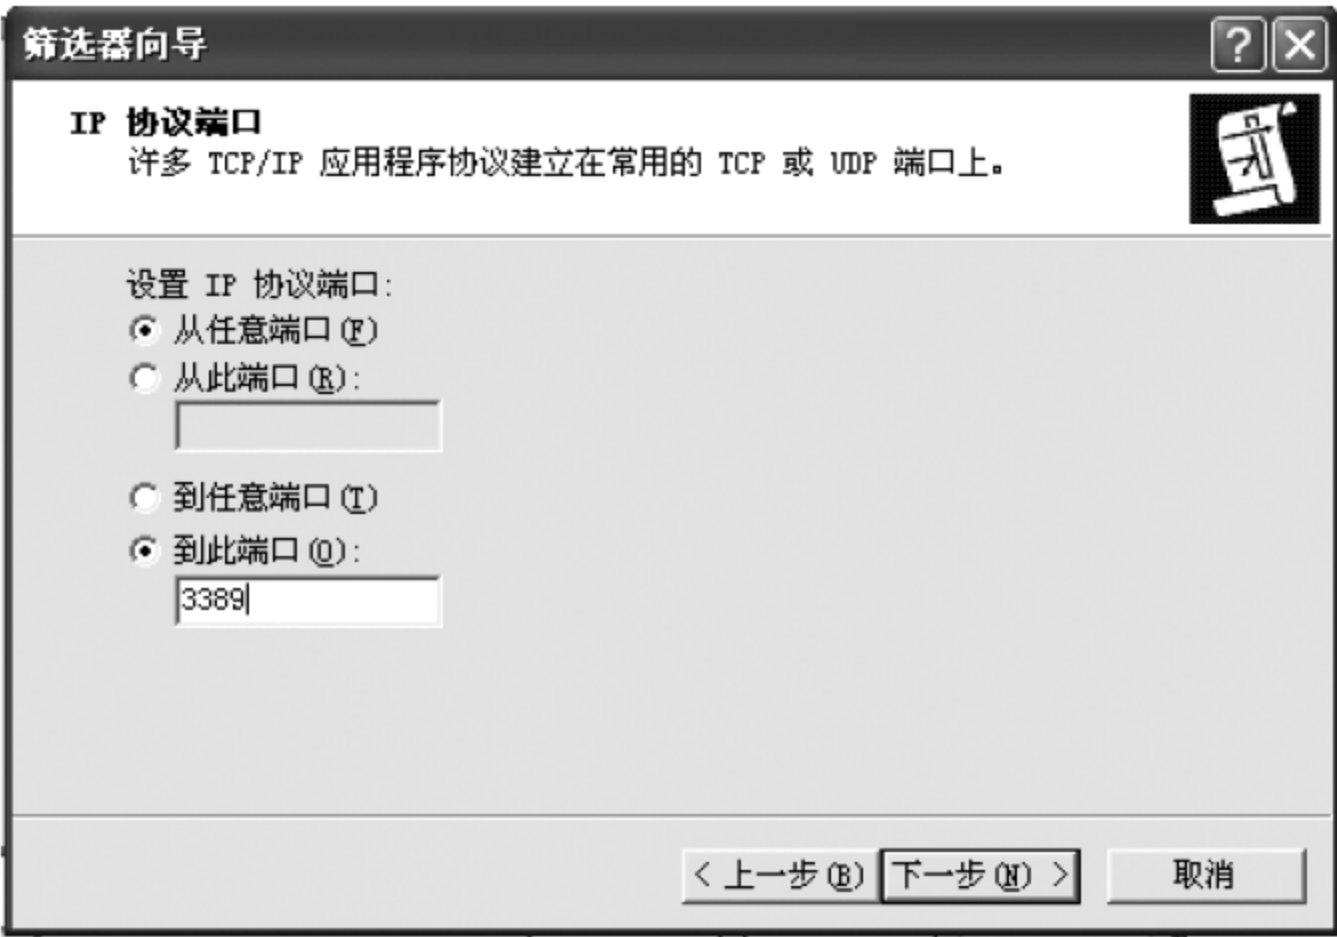 筛选器向导
IP 协议端口
许多 TCP/IP 应用程序协议建立在常用的 TCP 或 UDP 端口上。
设置 IP 协议端口:
从任意端口(F)
从此端口(R):
到任意端口(T)
到此端口(O):
3389
< 上一步(B) 下一步(N) > 取消